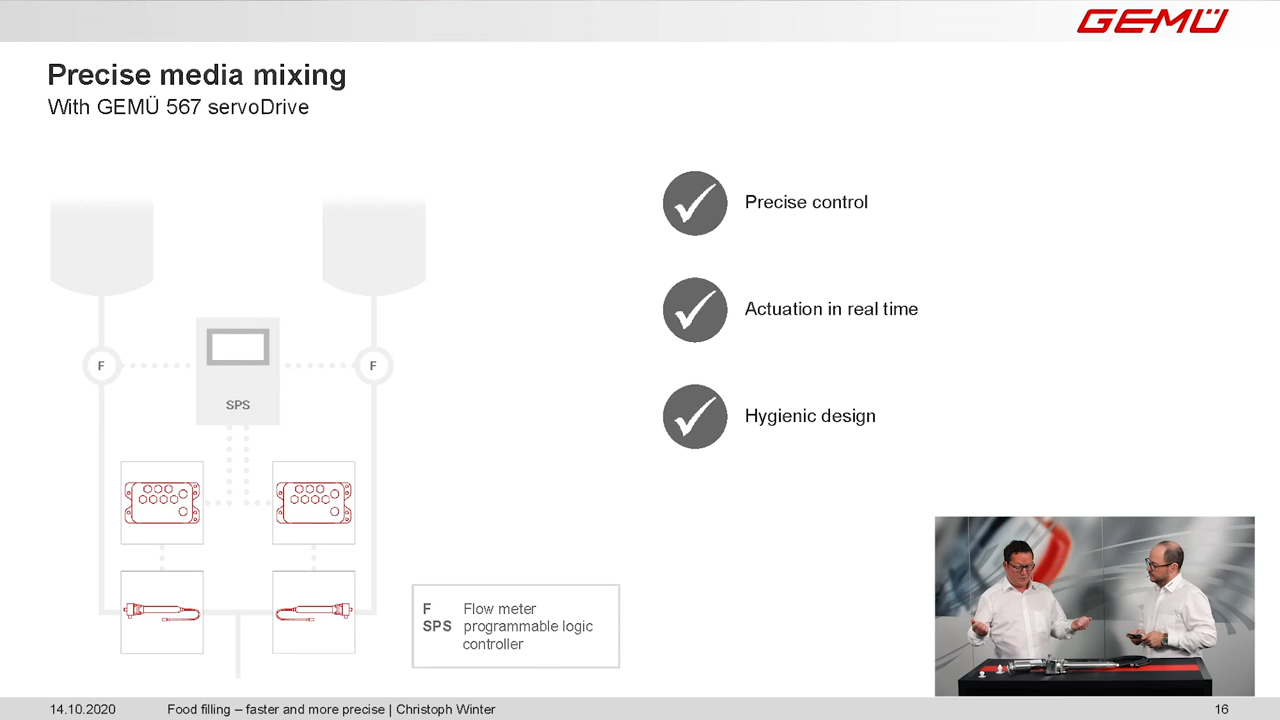 GEMÜ
Precise media mixing
With GEMÜ 567 servoDrive
Precise control
Actuation in real time
Hygienic design
F
F
SPS
F Flow meter
SPS programmable logic
controller
14.10.2020 Food filling – faster and more precise | Christoph Winter 16